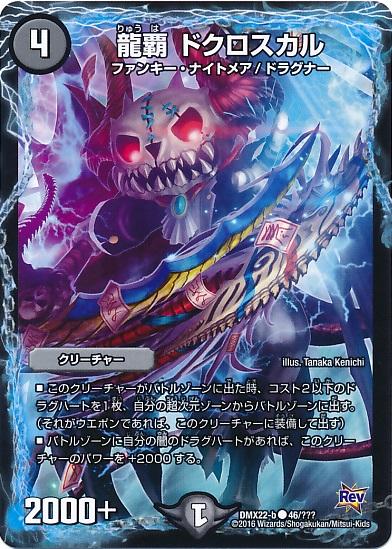 4
りゅう は
龍覇 ドクロスカル
ファンキー・ナイトメア / ドラグナー
クリーチャー
illus. Tanaka Kenichi
■ このクリーチャーがバトルゾーンに出た時、コスト2以下のド
ラグハートを1枚、自分の超次元ゾーンからバトルゾーンに出す。
(それがウエポンであれば、このクリーチャーに装備して出す)
■ バトルゾーンに自分の闇のドラグハートがあれば、このクリー
チャーのパワーを+2000する。
Rev
2000+
1
DMX22-b ● 46/???
©2016 Wizards/Shogakukan/Mitsui-Kids